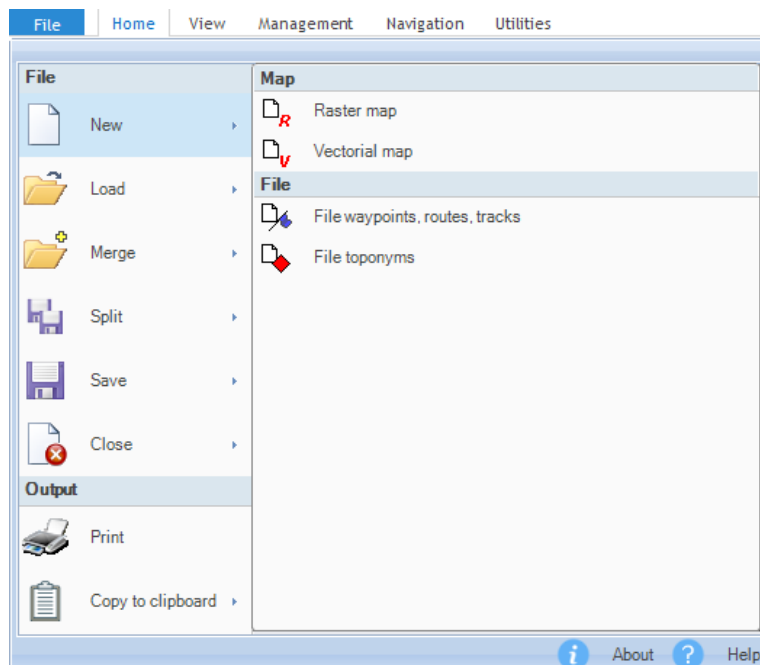 File Home View Management Navigation Utilities
File
New
Load
Merge
Split
Save
Close
Output
Print
Copy to clipboard
Map
R Raster map
V Vectorial map
File
File waypoints, routes, tracks
File toponyms
i About ? Help